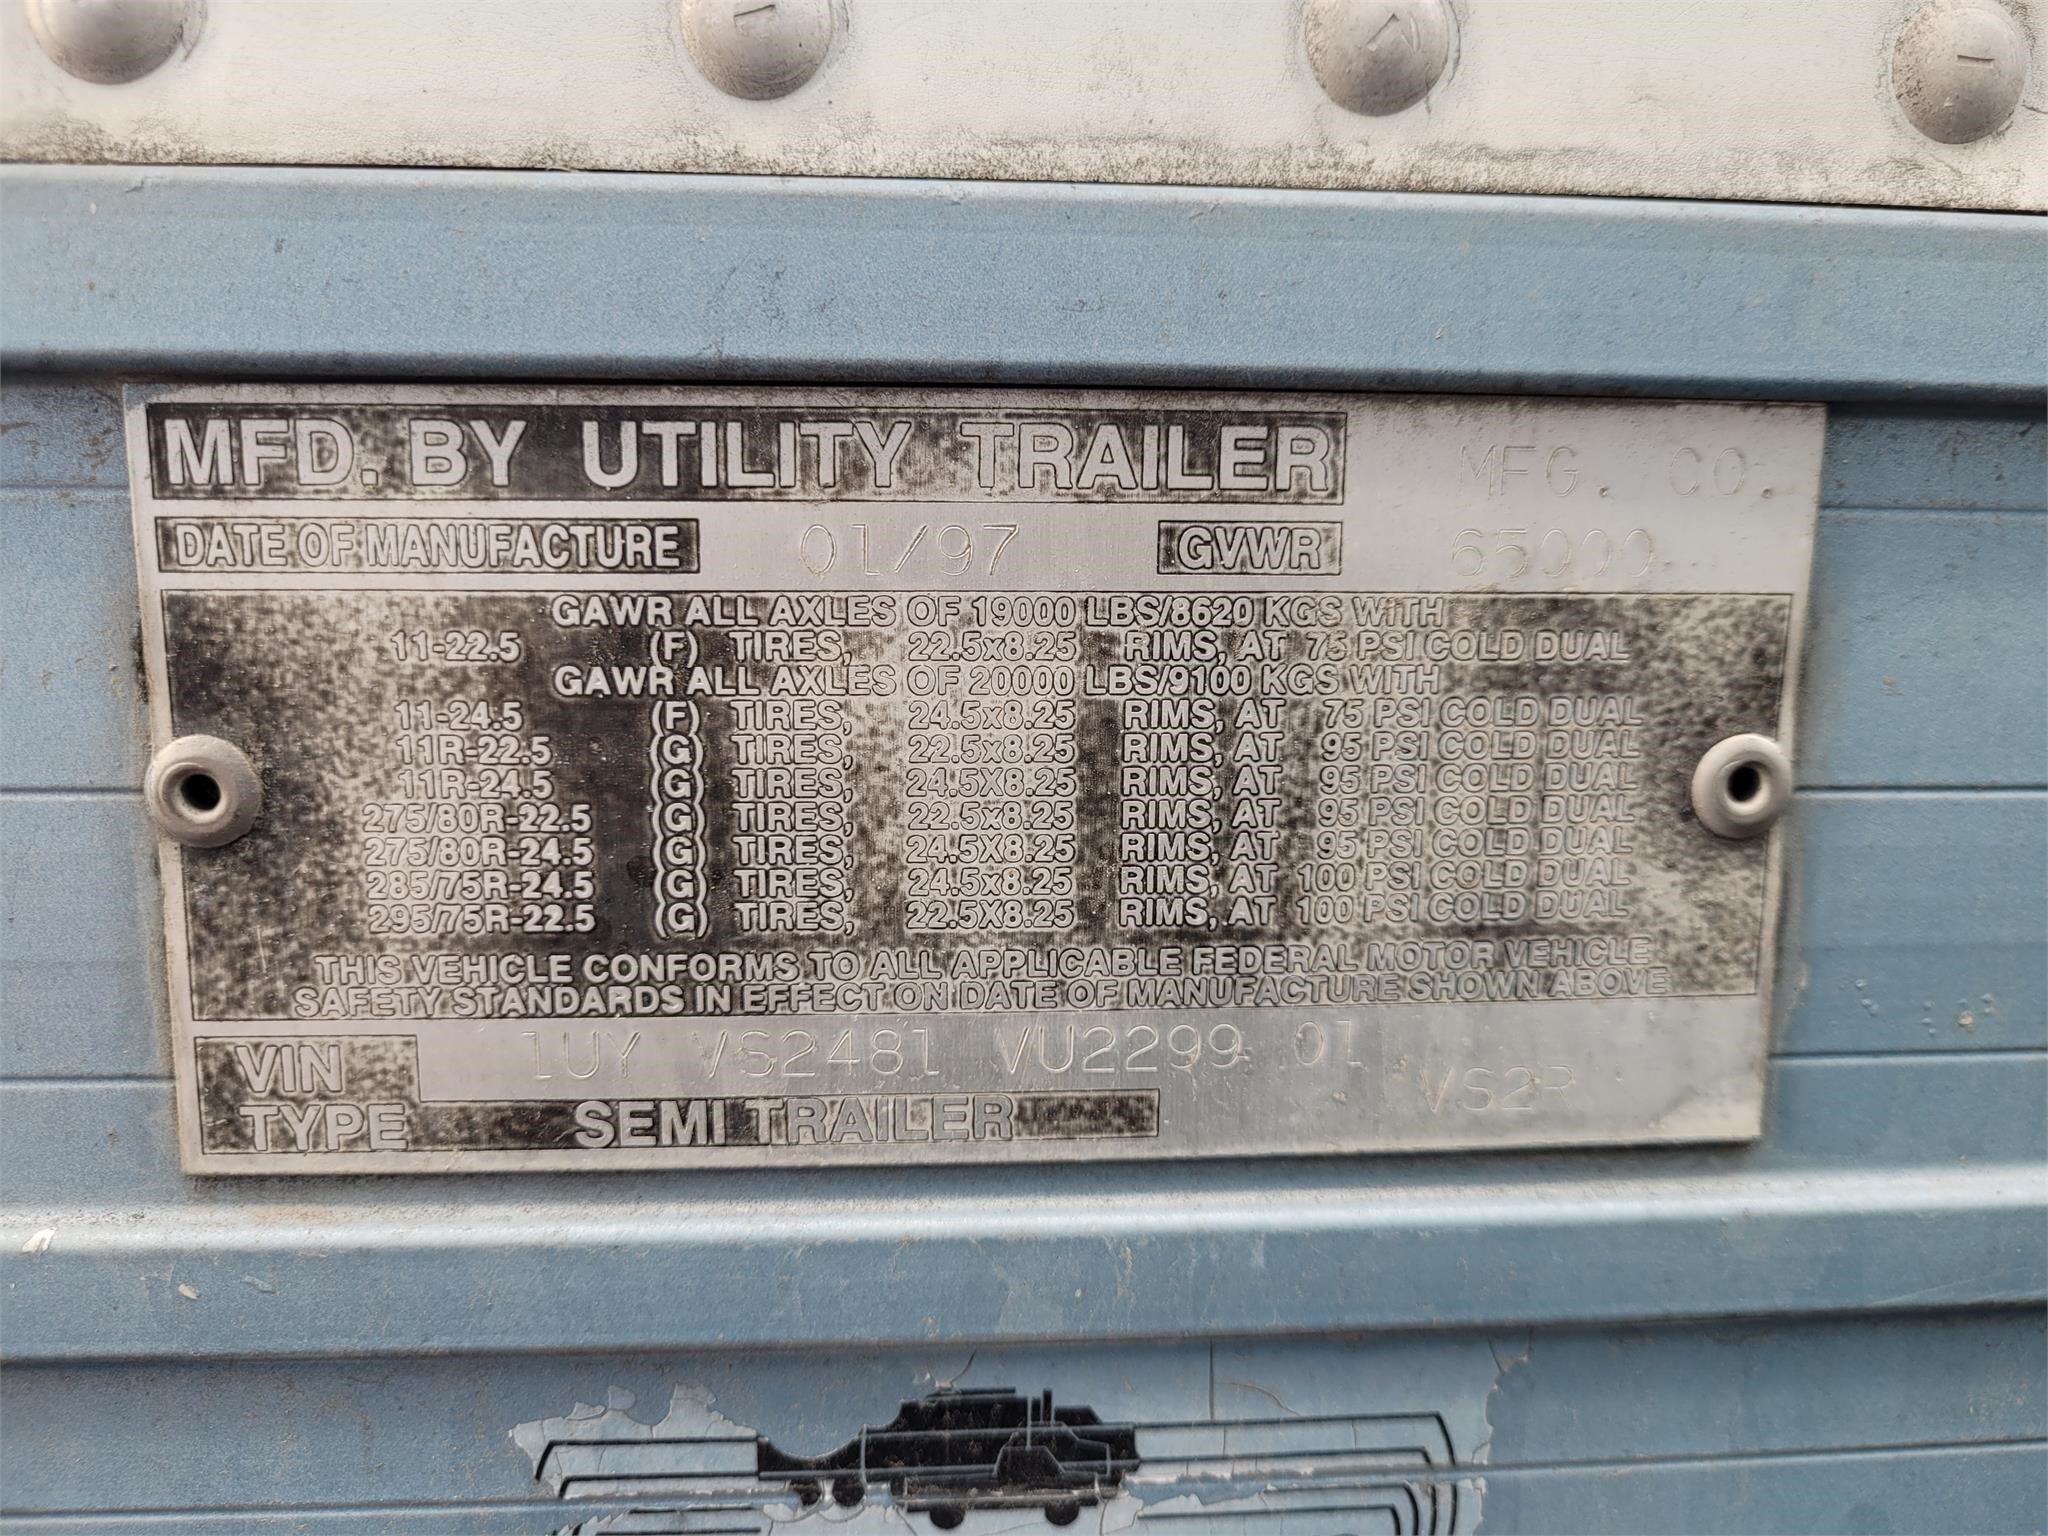 MFD. BY UTILITY TRAILER MFG. CO.
DATE OF MANUFACTURE 01/97 GVWR 65000
GAWR ALL AXLES OF 19000 LBS/8620 KGS WITH
11-22.5 (F) TIRES, 22.5x8.25 RIMS, AT 75 PSI COLD DUAL
GAWR ALL AXLES OF 20000 LBS/9100 KGS WITH
11-24.5 (F) TIRES, 24.5x8.25 RIMS, AT 75 PSI COLD DUAL
11R-22.5 (G) TIRES, 22.5x8.25 RIMS, AT 95 PSI COLD DUAL
11R-24.5 (G) TIRES, 24.5X8.25 RIMS, AT 95 PSI COLD DUAL
275/80R-22.5 (G) TIRES, 22.5x8.25 RIMS, AT 95 PSI COLD DUAL
275/80R-24.5 (G) TIRES, 24.5X8.25 RIMS, AT 95 PSI COLD DUAL
285/75R-24.5 (G) TIRES, 24.5x8.25 RIMS, AT 100 PSI COLD DUAL
295/75R-22.5 (G) TIRES, 22.5X8.25 RIMS, AT 100 PSI COLD DUAL
THIS VEHICLE CONFORMS TO ALL APPLICABLE FEDERAL MOTOR VEHICLE
SAFETY STANDARDS IN EFFECT ON DATE OF MANUFACTURE SHOWN ABOVE
VIN 1UY VS2481 VU2299 01
TYPE SEMI TRAILER VS2R